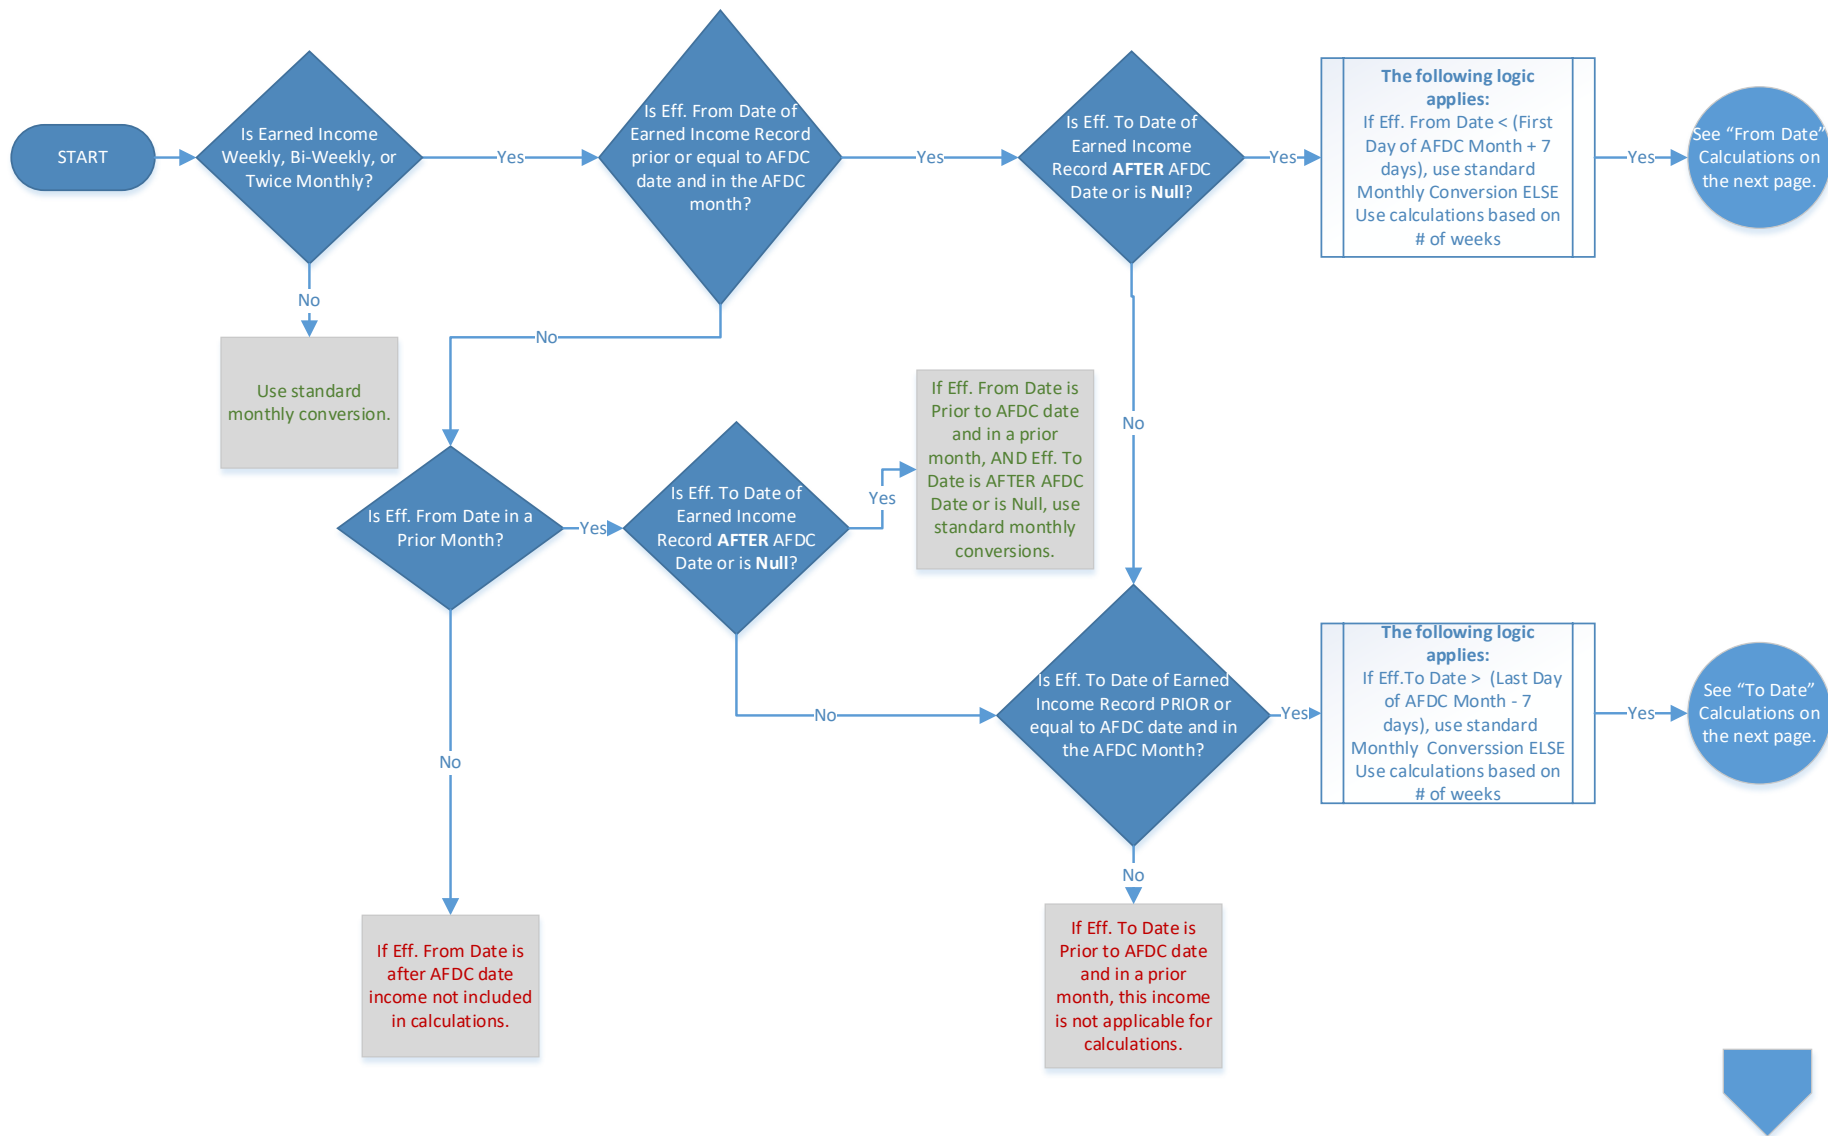 START
Is Earned Income
Weekly, Bi-Weekly, or
Twice Monthly?
Yes
Is Eff. From Date of
Earned Income Record
prior or equal to AFDC
date and in the AFDC
month?
Yes
Is Eff. To Date of
Earned Income
Record AFTER AFDC
Date or is Null?
Yes
The following logic
applies:
If Eff. From Date < (First
Day of AFDC Month + 7
days), use standard
Monthly Conversion ELSE
Use calculations based on
# of weeks
Yes
See “From Date”
Calculations on
the next page.
No
Use standard
monthly conversion.
No
Is Eff. From Date in a
Prior Month?
Yes
Is Eff. To Date of
Earned Income
Record AFTER AFDC
Date or is Null?
Yes
If Eff. From Date is
Prior to AFDC date
and in a prior
month, AND Eff. To
Date is AFTER AFDC
Date or is Null, use
standard monthly
conversions.
No
No
Is Eff. To Date of Earned
Income Record PRIOR or
equal to AFDC date and in
the AFDC Month?
Yes
The following logic
applies:
If Eff.To Date > (Last Day
of AFDC Month - 7
days), use standard
Monthly Converssion ELSE
Use calculations based on
# of weeks
Yes
See “To Date”
Calculations on
the next page.
No
If Eff. From Date is
after AFDC date
income not included
in calculations.
No
If Eff. To Date is
Prior to AFDC date
and in a prior
month, this income
is not applicable for
calculations.